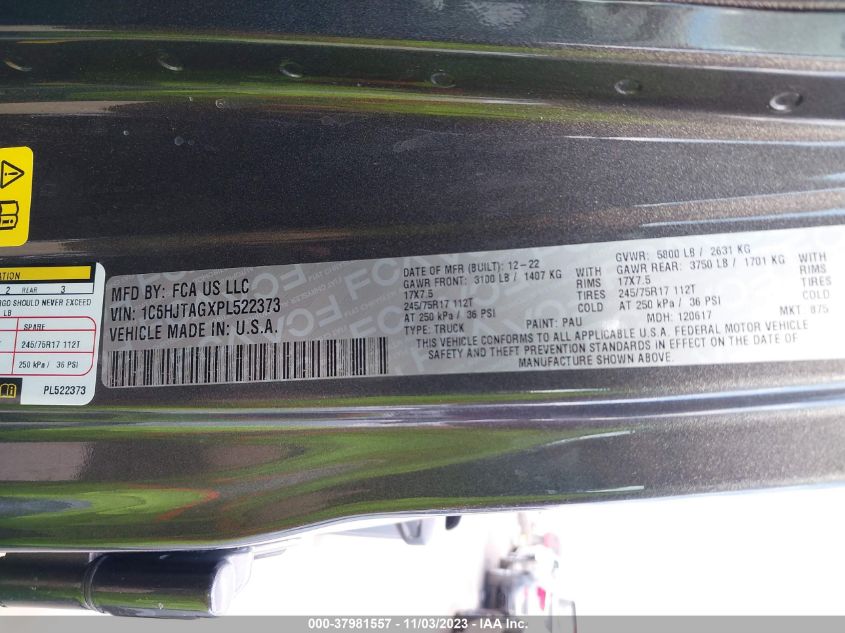 ATION
2 REAR 3
RGO SHOULD NEVER EXCEED
LB
SPARE
245/75R17 112T
250 kPa / 36 PSI
PL522373
MFD BY: FCA US LLC
VIN: 1C6HJTAGXPL522373
VEHICLE MADE IN U.S.A.
DATE OF MFR (BUILT): 12-22 GVWR: 5800 LB / 2631 KG
GAWR FRONT: 3100 LB / 1407 KG GAWR REAR: 3750 LB / 1701 KG
17X7.5 RIMS 17X7.5 RIMS
245/75R17 112T TIRES 245/75R17 112T TIRES
AT 250 kPa / 36 PSI COLD AT 250 kPa / 36 PSI COLD
TYPE: TRUCK PAINT: PAU MDH: 120617 MKT: 875
THIS VEHICLE CONFORMS TO ALL APPLICABLE U.S.A. FEDERAL MOTOR VEHICLE
SAFETY AND THEFT PREVENTION STANDARDS IN EFFECT ON THE DATE OF
MANUFACTURE SHOWN ABOVE.
000-37981557 - 11/03/2023 - IAA Inc.